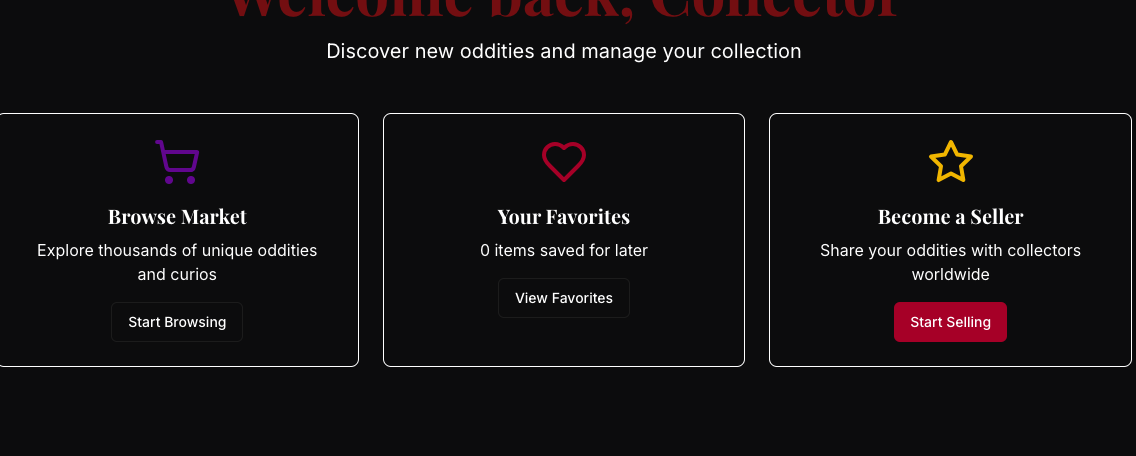 Welcome back, Collector
Discover new oddities and manage your collection
Browse Market
Explore thousands of unique oddities
and curios
Start Browsing
Your Favorites
0 items saved for later
View Favorites
Become a Seller
Share your oddities with collectors
worldwide
Start Selling